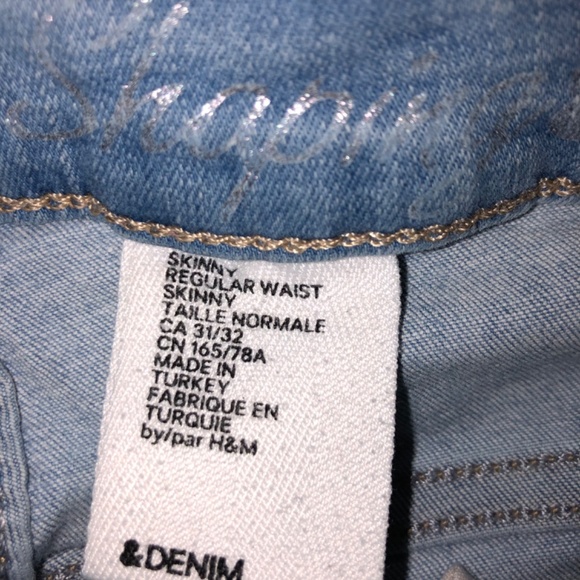 Shaping
SKINNY
REGULAR WAIST
SKINNY
TAILLE NORMALE
CA 31/32
CN 165/78A
MADE IN
TURKEY
FABRIQUE EN
TURQUIE
by/par H&M
&DENIM